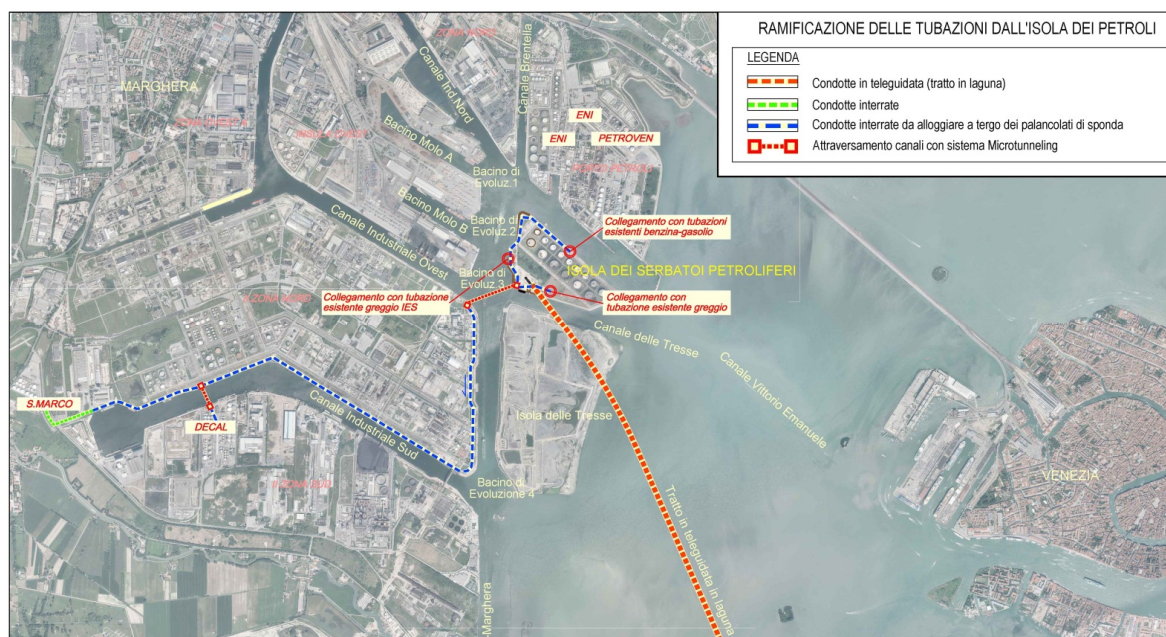 RAMIFICAZIONE DELLE TUBAZIONI DALL'ISOLA DEI PETROLI
LEGENDA
Condotte in teleguidata (tratto in laguna)
Condotte interrate
Condotte interrate da alloggiare a tergo dei palancolati di sponda
Attraversamento canali con sistema Microtunneling
MARGHERA
Canale Ind Nord
Canale Brentella
ENI
ENI
PETROVEN
Bacino Molo A
Bacino di
Evoluz.1
Bacino Molo B
Bacino di
Evoluz.2
Canale Industriale Ovest
Collegamento con tubazioni
esistenti benzina-gasolio
Bacino di
Evoluz.3
ISOLA DEI SERBATOI PETROLIFERI
Collegamento con tubazione
esistente greggio IES
Collegamento con
tubazione esistente greggio
Canale delle Tresse
Canale Vittorio Emanuele
S.MARCO
DECAL
Canale Industriale Sud
Isola delle Tresse
VENEZIA
Bacino di
Evoluzione 4
Tratto in teleguidata in laguna
Marghera